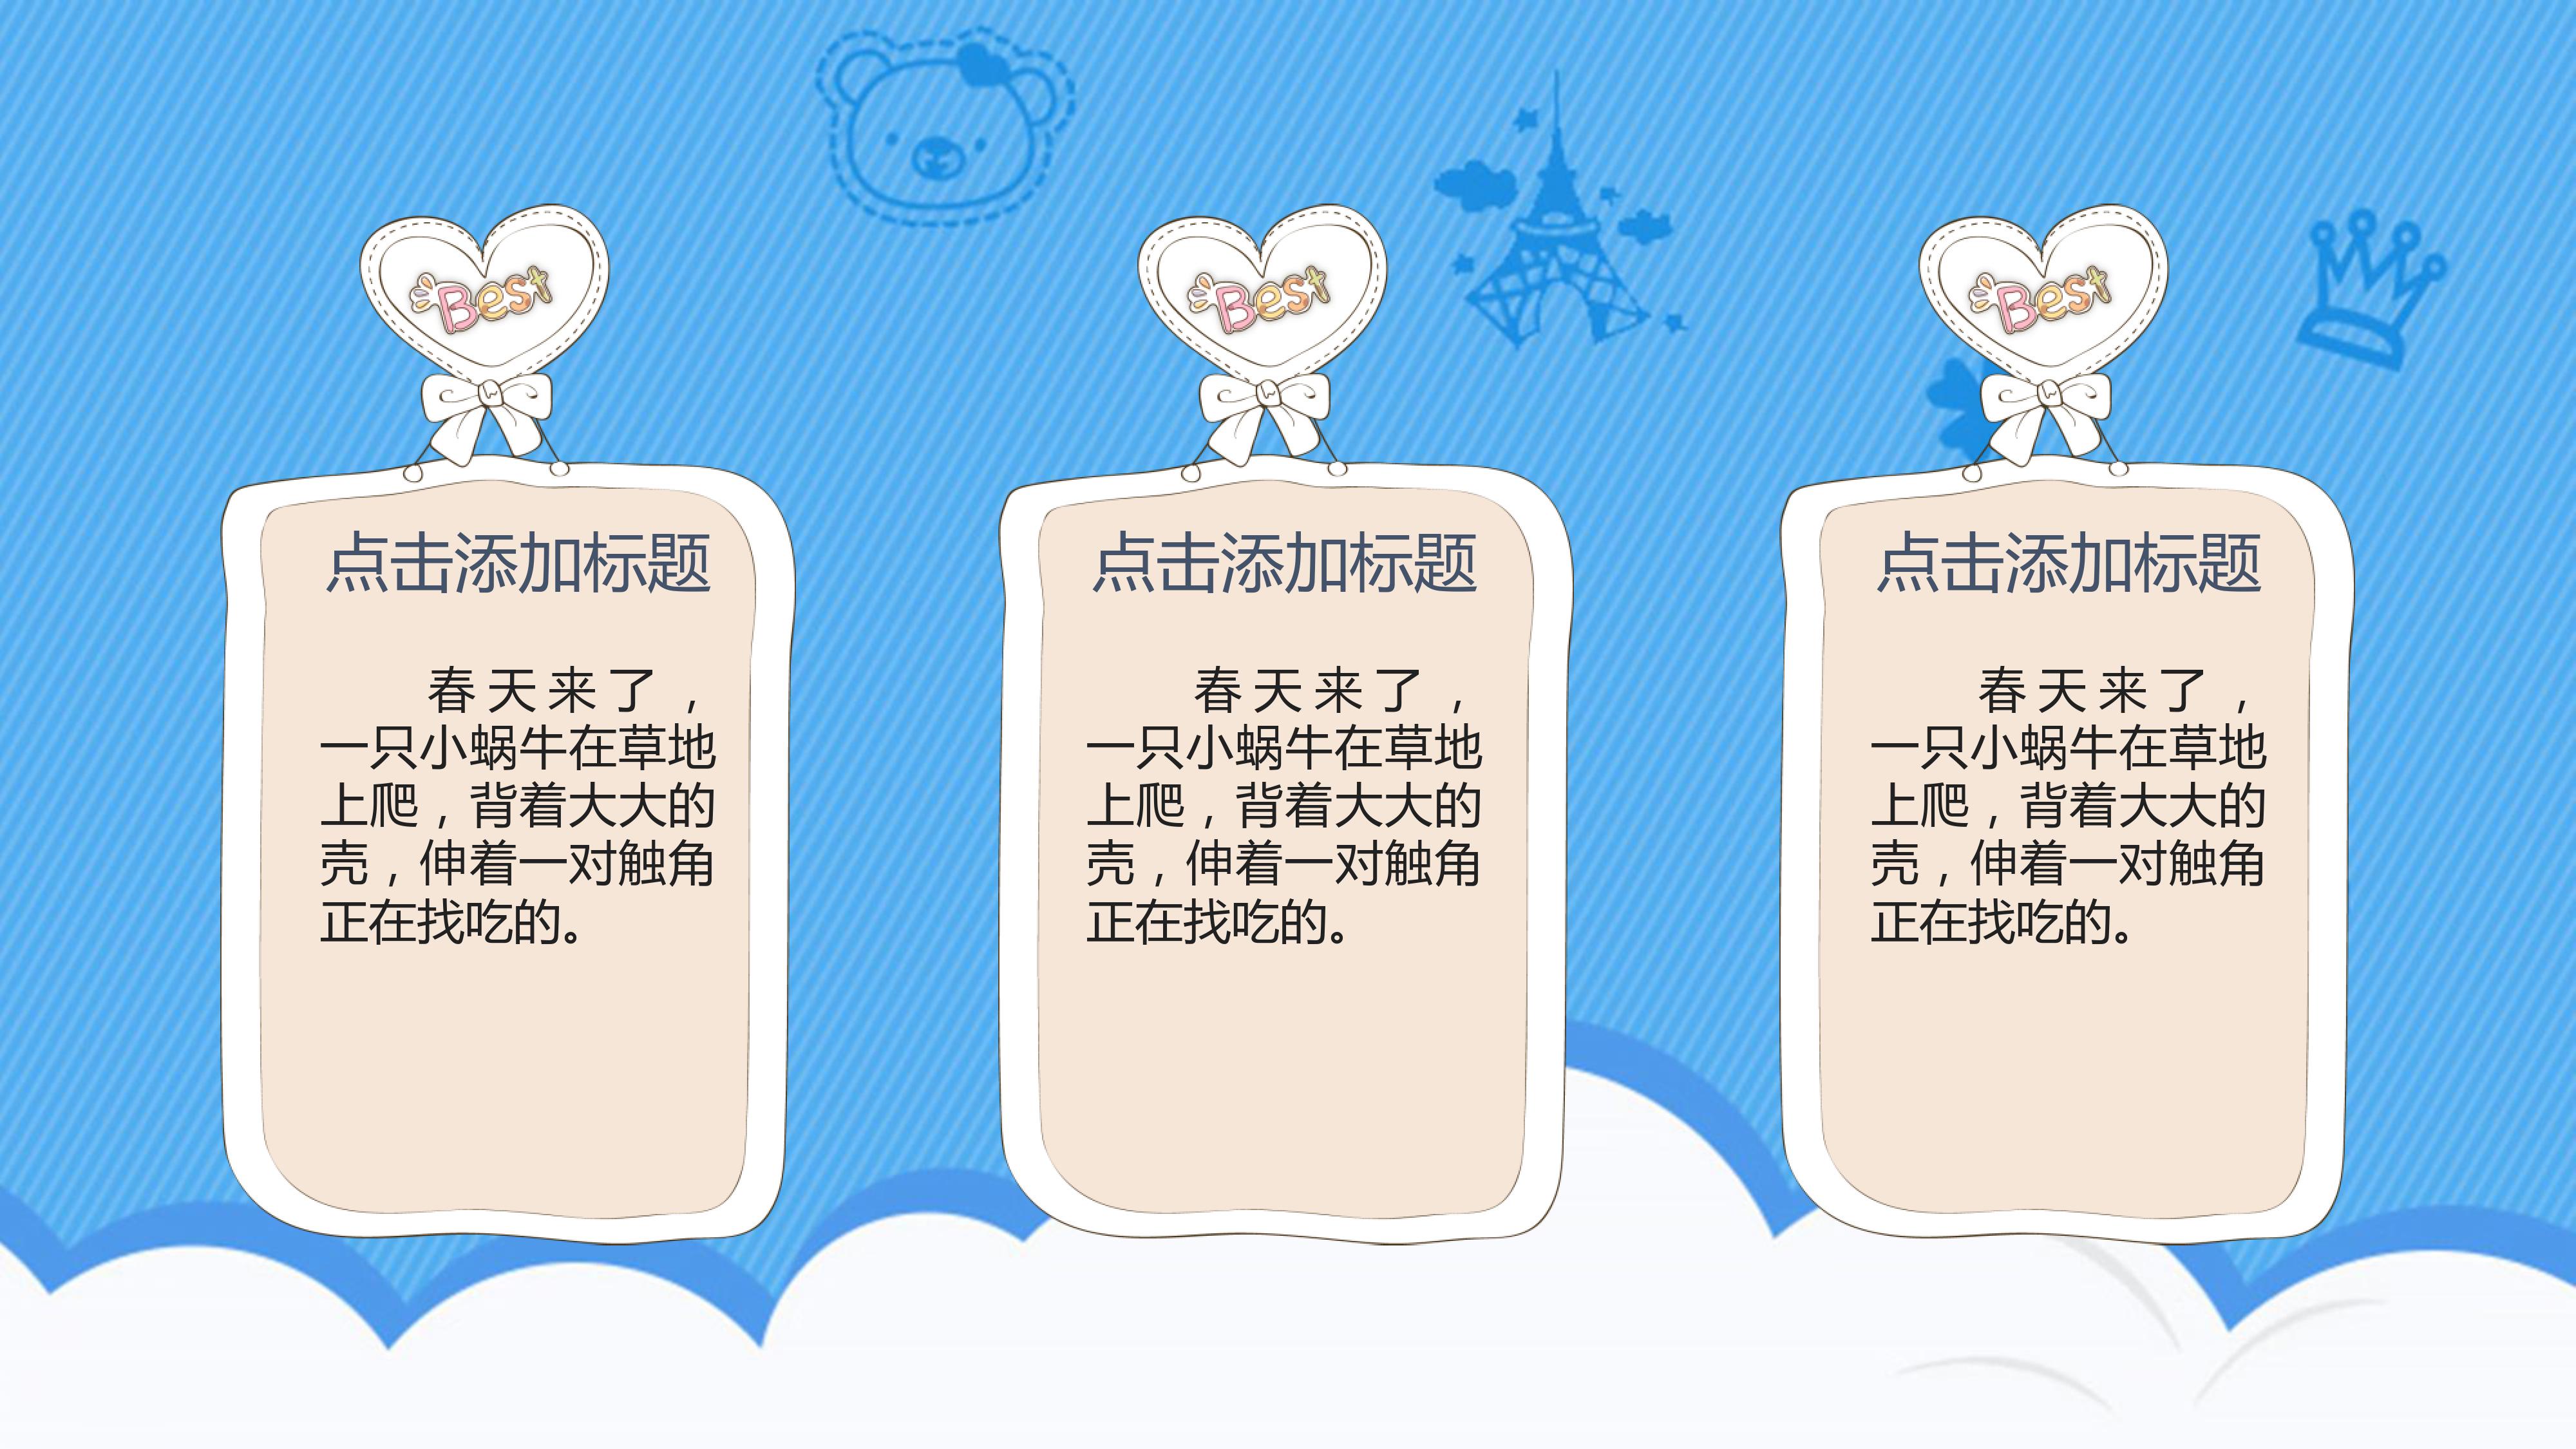 Best
点击添加标题
春天来了，
一只小蜗牛在草地
上爬，背着大大的
壳，伸着一对触角
正在找吃的。
Best
点击添加标题
春天来了，
一只小蜗牛在草地
上爬，背着大大的
壳，伸着一对触角
正在找吃的。
Best
点击添加标题
春天来了，
一只小蜗牛在草地
上爬，背着大大的
壳，伸着一对触角
正在找吃的。